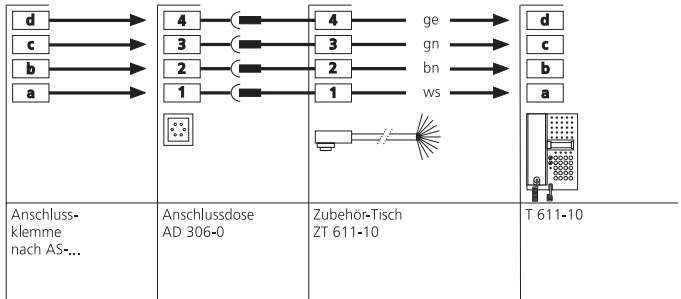 d 4 4 ge d
c 3 3 gn c
b 2 2 bn b
a 1 1 ws a
Anschluss-
klemme
nach AS-...
Anschlussdose
AD 306-0
Zubehör-Tisch
ZT 611-10
T 611-10